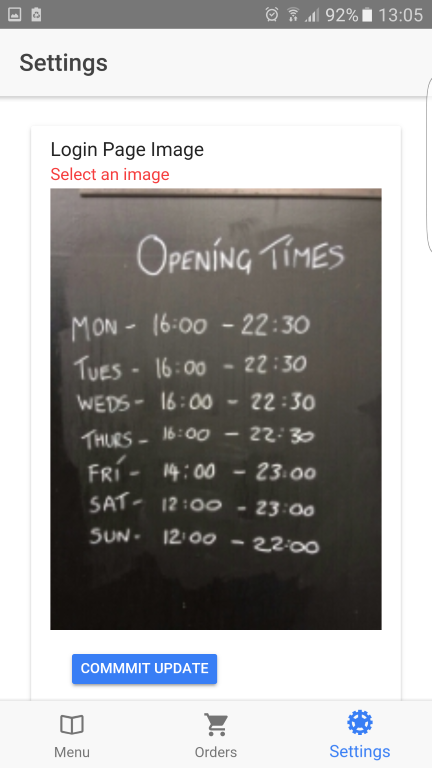 92% 13:05
Settings
Login Page Image
Select an image
OPENING TIMES
MON - 16:00 - 22:30
TUES - 16:00 - 22:30
WEDS - 16:00 - 22:30
THURS - 16:00 - 22:30
FRI - 14:00 - 23:00
SAT - 12:00 - 23:00
SUN - 12:00 - 22:00
COMMMIT UPDATE
Menu Orders Settings